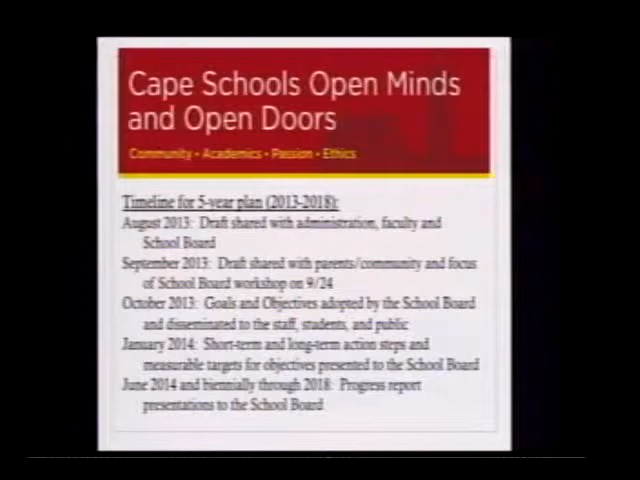 Cape Schools Open Minds
and Open Doors
Community • Academics • Passion • Ethics
Timeline for 5-year plan (2013-2018):
August 2013: Draft shared with administration, faculty and
School Board
September 2013: Draft shared with parents/community and focus
of School Board workshop on 9/24
October 2013: Goals and Objectives adopted by the School Board
and disseminated to the staff, students, and public
January 2014: Short-term and long-term action steps and
measurable targets for objectives presented to the School Board
June 2014 and biennially through 2018: Progress report
presentations to the School Board